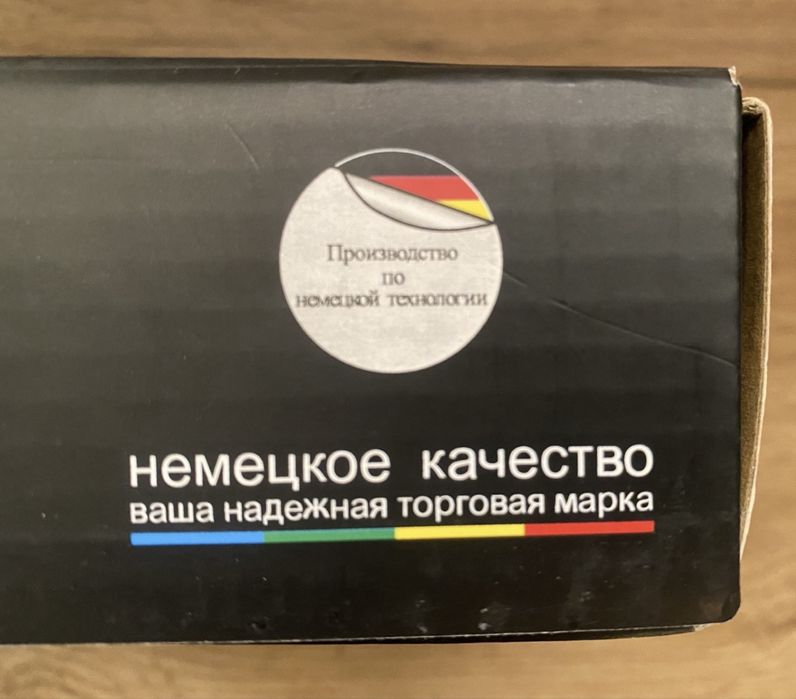 Производство
по
немецкой технологии
немецкое качество
ваша надежная торговая марка